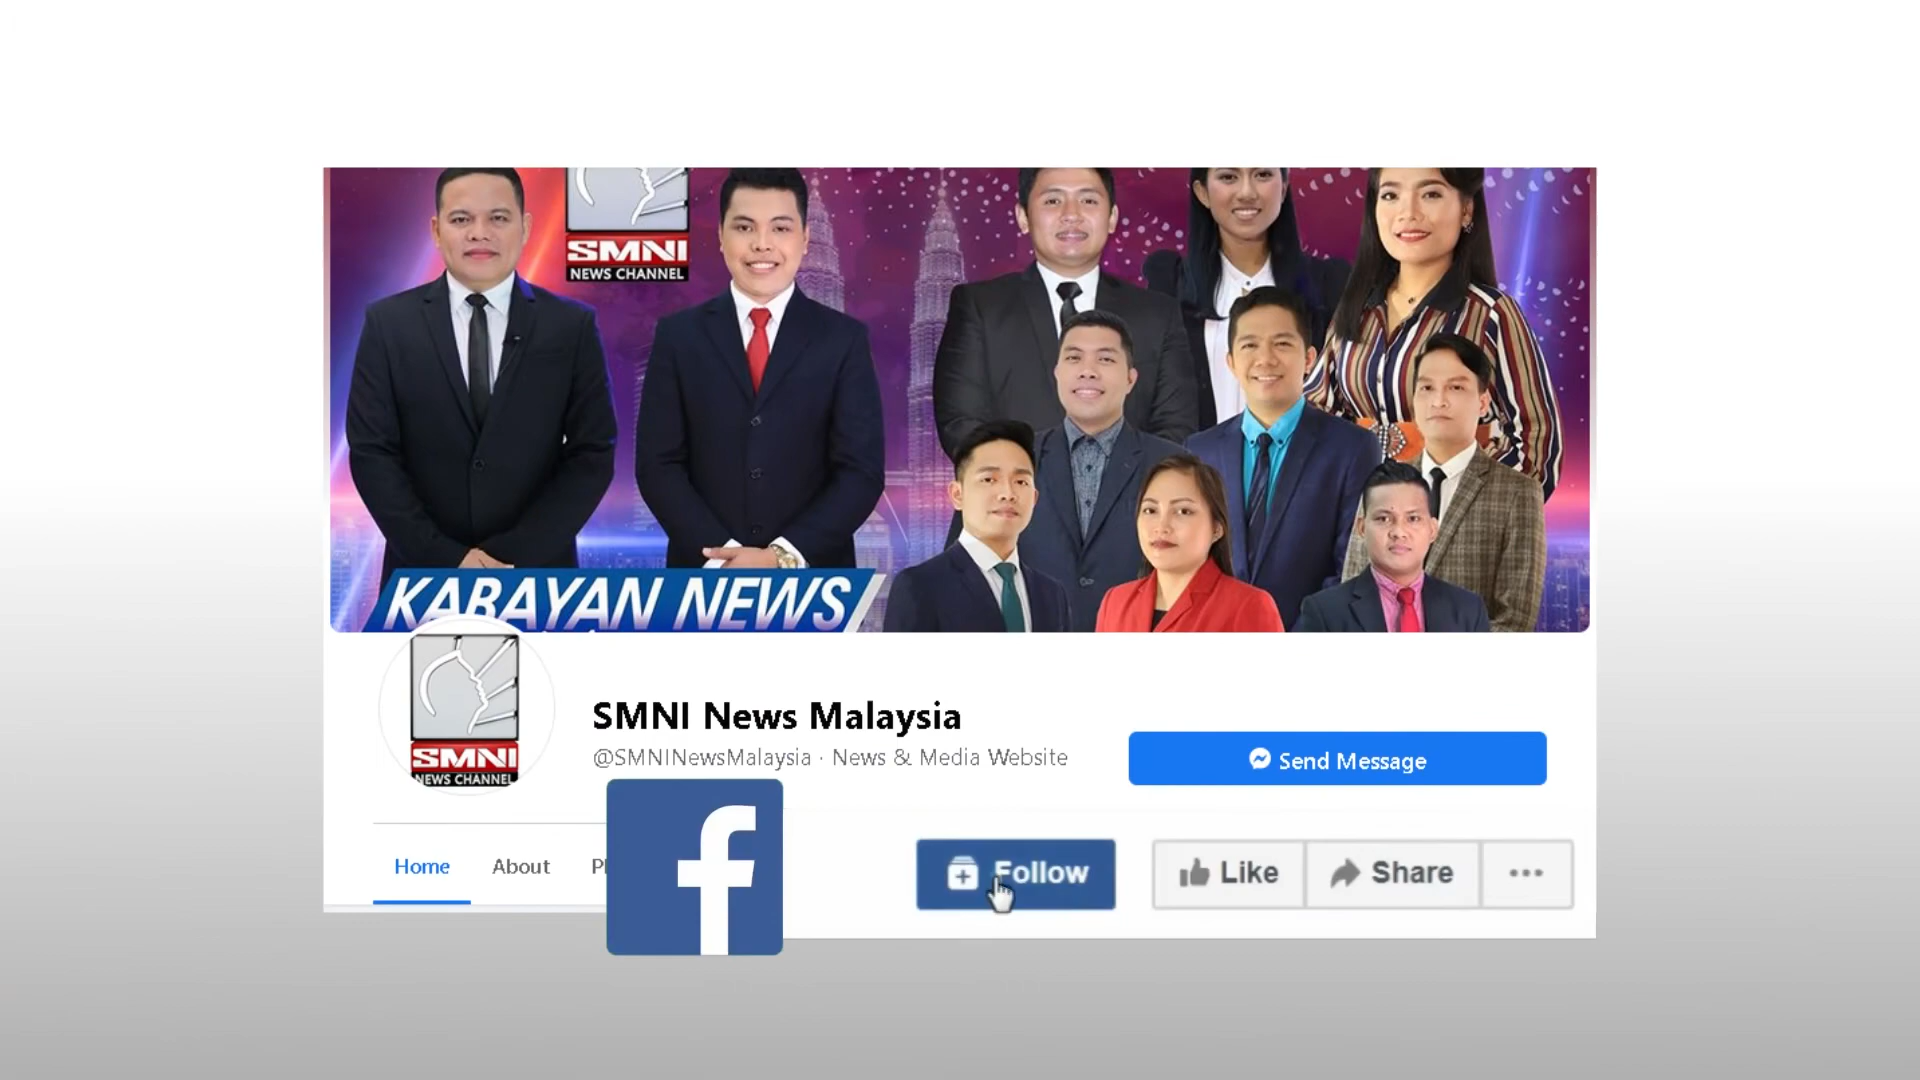 SMNI
NEWS CHANNEL
KABAYAN NEWS
SMNI
NEWS CHANNEL
SMNI News Malaysia
@SMNINewsMalaysia · News & Media Website
Send Message
Home About
f
Follow Like Share